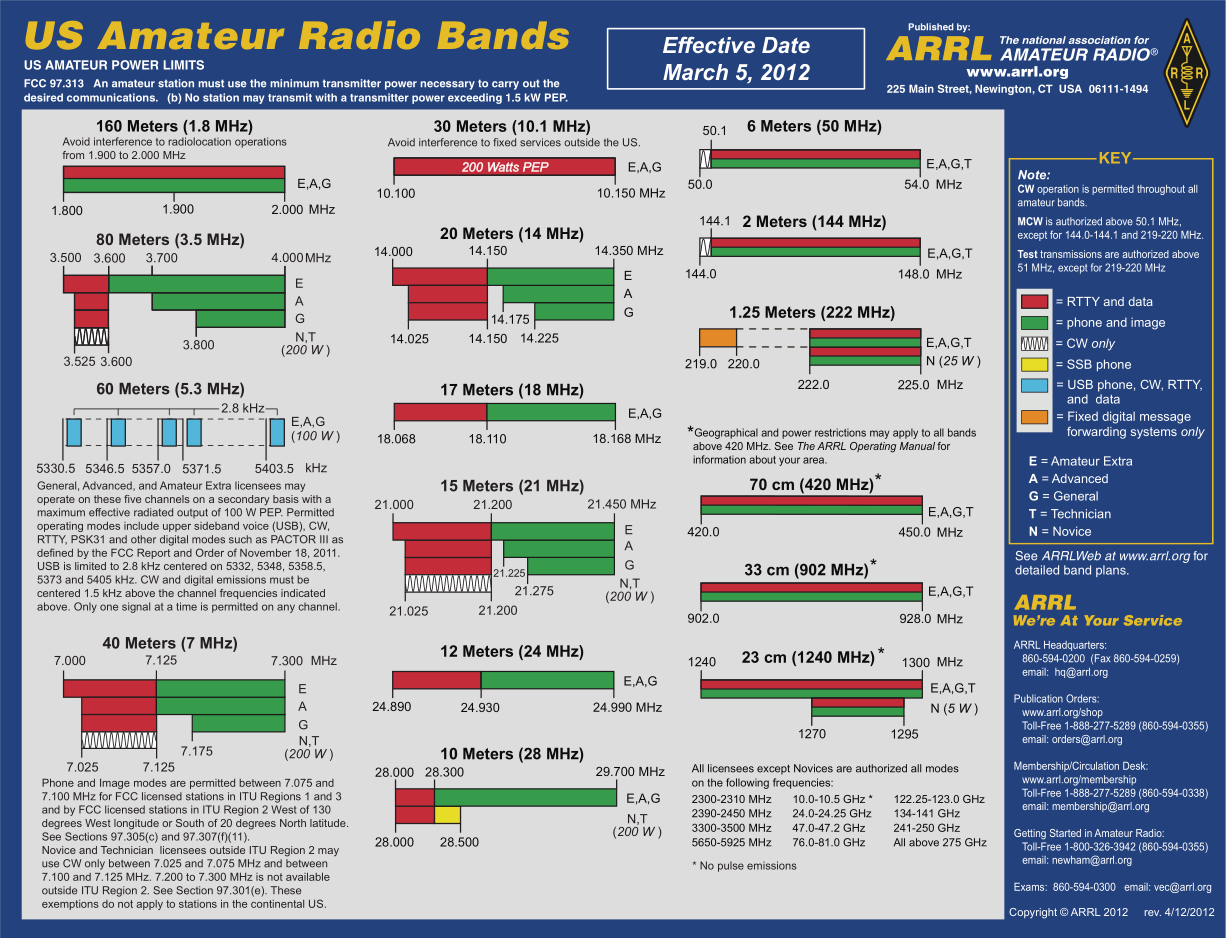 US Amateur Radio Bands
US AMATEUR POWER LIMITS
FCC 97.313 An amateur station must use the minimum transmitter power necessary to carry out the
desired communications. (b) No station may transmit with a transmitter power exceeding 1.5 kW PEP.
Effective Date
March 5, 2012
Published by:
ARRL The national association for
AMATEUR RADIO®
www.arrl.org
225 Main Street, Newington, CT USA 06111-1494
A
R R
L
160 Meters (1.8 MHz)
Avoid interference to radiolocation operations
from 1.900 to 2.000 MHz
E,A,G
1.800 1.900 2.000 MHz
80 Meters (3.5 MHz)
3.500 3.600 3.700 4.000 MHz
E
A
G
N,T
(200 W)
3.800
3.525 3.600
60 Meters (5.3 MHz)
2.8 kHz
E,A,G
(100 W)
5330.5 5346.5 5357.0 5371.5 5403.5 kHz
General, Advanced, and Amateur Extra licensees may
operate on these five channels on a secondary basis with a
maximum effective radiated output of 100 W PEP. Permitted
operating modes include upper sideband voice (USB), CW,
RTTY, PSK31 and other digital modes such as PACTOR III as
defined by the FCC Report and Order of November 18, 2011.
USB is limited to 2.8 kHz centered on 5332, 5348, 5358.5,
5373 and 5405 kHz. CW and digital emissions must be
centered 1.5 kHz above the channel frequencies indicated
above. Only one signal at a time is permitted on any channel.
40 Meters (7 MHz)
7.000 7.125 7.300 MHz
E
A
G
N,T
(200 W)
7.175
7.025 7.125
Phone and Image modes are permitted between 7.075 and
7.100 MHz for FCC licensed stations in ITU Regions 1 and 3
and by FCC licensed stations in ITU Region 2 West of 130
degrees West longitude or South of 20 degrees North latitude.
See Sections 97.305(c) and 97.307(f)(11).
Novice and Technician licensees outside ITU Region 2 may
use CW only between 7.025 and 7.075 MHz and between
7.100 and 7.125 MHz. 7.200 to 7.300 MHz is not available
outside ITU Region 2. See Section 97.301(e). These
exemptions do not apply to stations in the continental US.
30 Meters (10.1 MHz)
Avoid interference to fixed services outside the US.
200 Watts PEP
E,A,G
10.100 10.150 MHz
20 Meters (14 MHz)
14.000 14.150 14.350 MHz
E
A
G
14.175
14.025 14.150 14.225
17 Meters (18 MHz)
E,A,G
18.068 18.110 18.168 MHz
15 Meters (21 MHz)
21.000 21.200 21.450 MHz
E
A
G
21.225
N,T
(200 W)
21.275
21.025 21.200
12 Meters (24 MHz)
E,A,G
24.890 24.930 24.990 MHz
10 Meters (28 MHz)
28.000 28.300 29.700 MHz
E,A,G
N,T
(200 W)
28.000 28.500
6 Meters (50 MHz)
50.1
E,A,G,T
50.0 54.0 MHz
2 Meters (144 MHz)
144.1
E,A,G,T
144.0 148.0 MHz
1.25 Meters (222 MHz)
E,A,G,T
N (25 W)
219.0 220.0
222.0 225.0 MHz
*Geographical and power restrictions may apply to all bands
above 420 MHz. See The ARRL Operating Manual for
information about your area.
70 cm (420 MHz)*
E,A,G,T
420.0 450.0 MHz
33 cm (902 MHz)*
E,A,G,T
902.0 928.0 MHz
23 cm (1240 MHz)*
1240 1300 MHz
E,A,G,T
N (5 W)
1270 1295
All licensees except Novices are authorized all modes
on the following frequencies:
2300-2310 MHz 10.0-10.5 GHz * 122.25-123.0 GHz
2390-2450 MHz 24.0-24.25 GHz 134-141 GHz
3300-3500 MHz 47.0-47.2 GHz 241-250 GHz
5650-5925 MHz 76.0-81.0 GHz All above 275 GHz
* No pulse emissions
KEY
Note:
CW operation is permitted throughout all
amateur bands.
MCW is authorized above 50.1 MHz,
except for 144.0-144.1 and 219-220 MHz.
Test transmissions are authorized above
51 MHz, except for 219-220 MHz
= RTTY and data
= phone and image
= CW only
= SSB phone
= USB phone, CW, RTTY,
and data
= Fixed digital message
forwarding systems only
E = Amateur Extra
A = Advanced
G = General
T = Technician
N = Novice
See ARRLWeb at www.arrl.org for
detailed band plans.
ARRL
We're At Your Service
ARRL Headquarters:
860-594-0200 (Fax 860-594-0259)
email: hq@arrl.org
Publication Orders:
www.arrl.org/shop
Toll-Free 1-888-277-5289 (860-594-0355)
email: orders@arrl.org
Membership/Circulation Desk:
www.arrl.org/membership
Toll-Free 1-888-277-5289 (860-594-0338)
email: membership@arrl.org
Getting Started in Amateur Radio:
Toll-Free 1-800-326-3942 (860-594-0355)
email: newham@arrl.org
Exams: 860-594-0300 email: vec@arrl.org
Copyright © ARRL 2012 rev. 4/12/2012